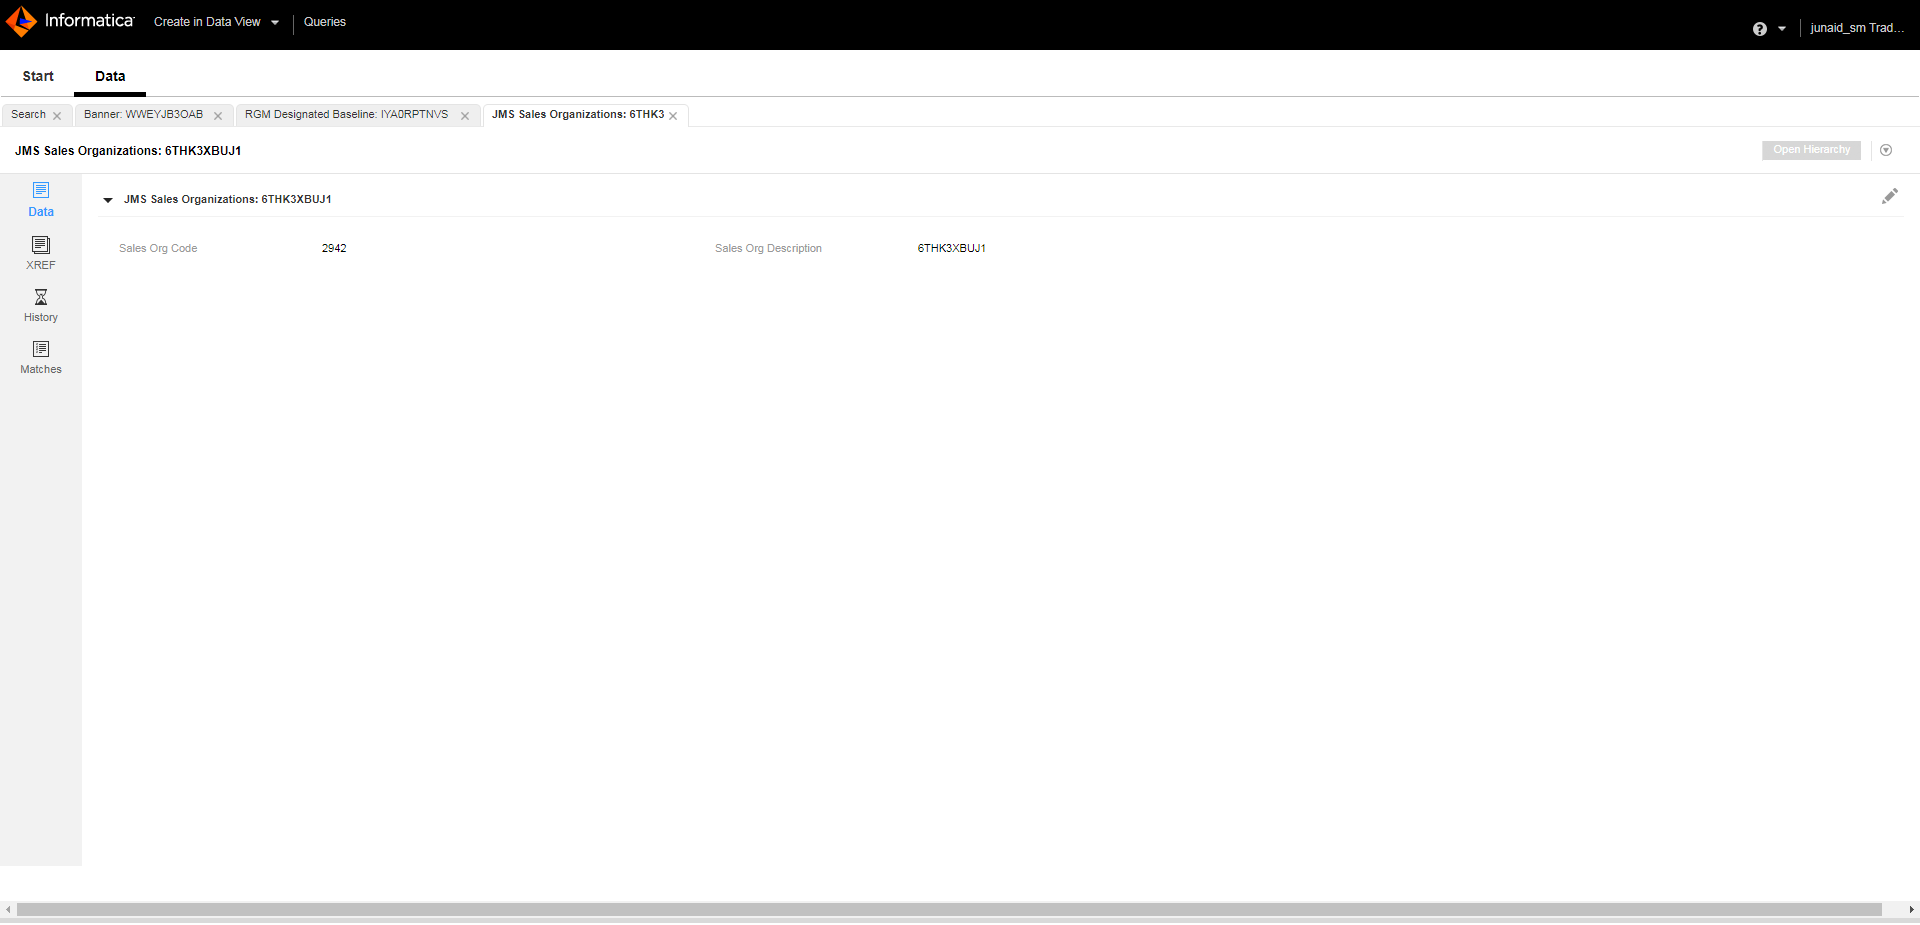 Informatica Create in Data View Queries junaid_sm Trad...
Start Data
Search Banner: WWEYJB3OAB RGM Designated Baseline: IYA0RPTNVS JMS Sales Organizations: 6THK3
JMS Sales Organizations: 6THK3XBUJ1 Open Hierarchy
Data
JMS Sales Organizations: 6THK3XBUJ1
Sales Org Code 2942 Sales Org Description 6THK3XBUJ1
XREF
History
Matches